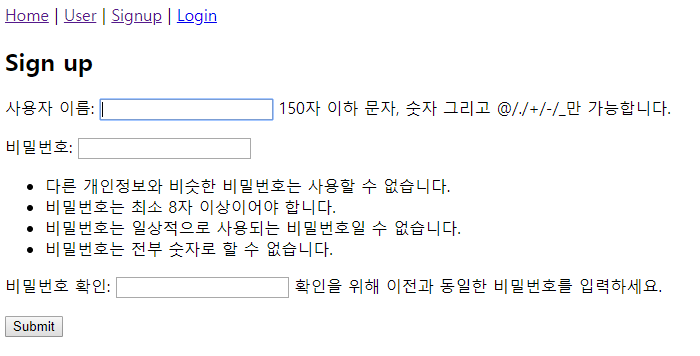 Home | User | Signup | Login
Sign up
사용자 이름: 150자 이하 문자, 숫자 그리고 @/./+/-/_만 가능합니다.
비밀번호:
• 다른 개인정보와 비슷한 비밀번호는 사용할 수 없습니다.
• 비밀번호는 최소 8자 이상이어야 합니다.
• 비밀번호는 일상적으로 사용되는 비밀번호일 수 없습니다.
• 비밀번호는 전부 숫자로 할 수 없습니다.
비밀번호 확인: 확인을 위해 이전과 동일한 비밀번호를 입력하세요.
Submit